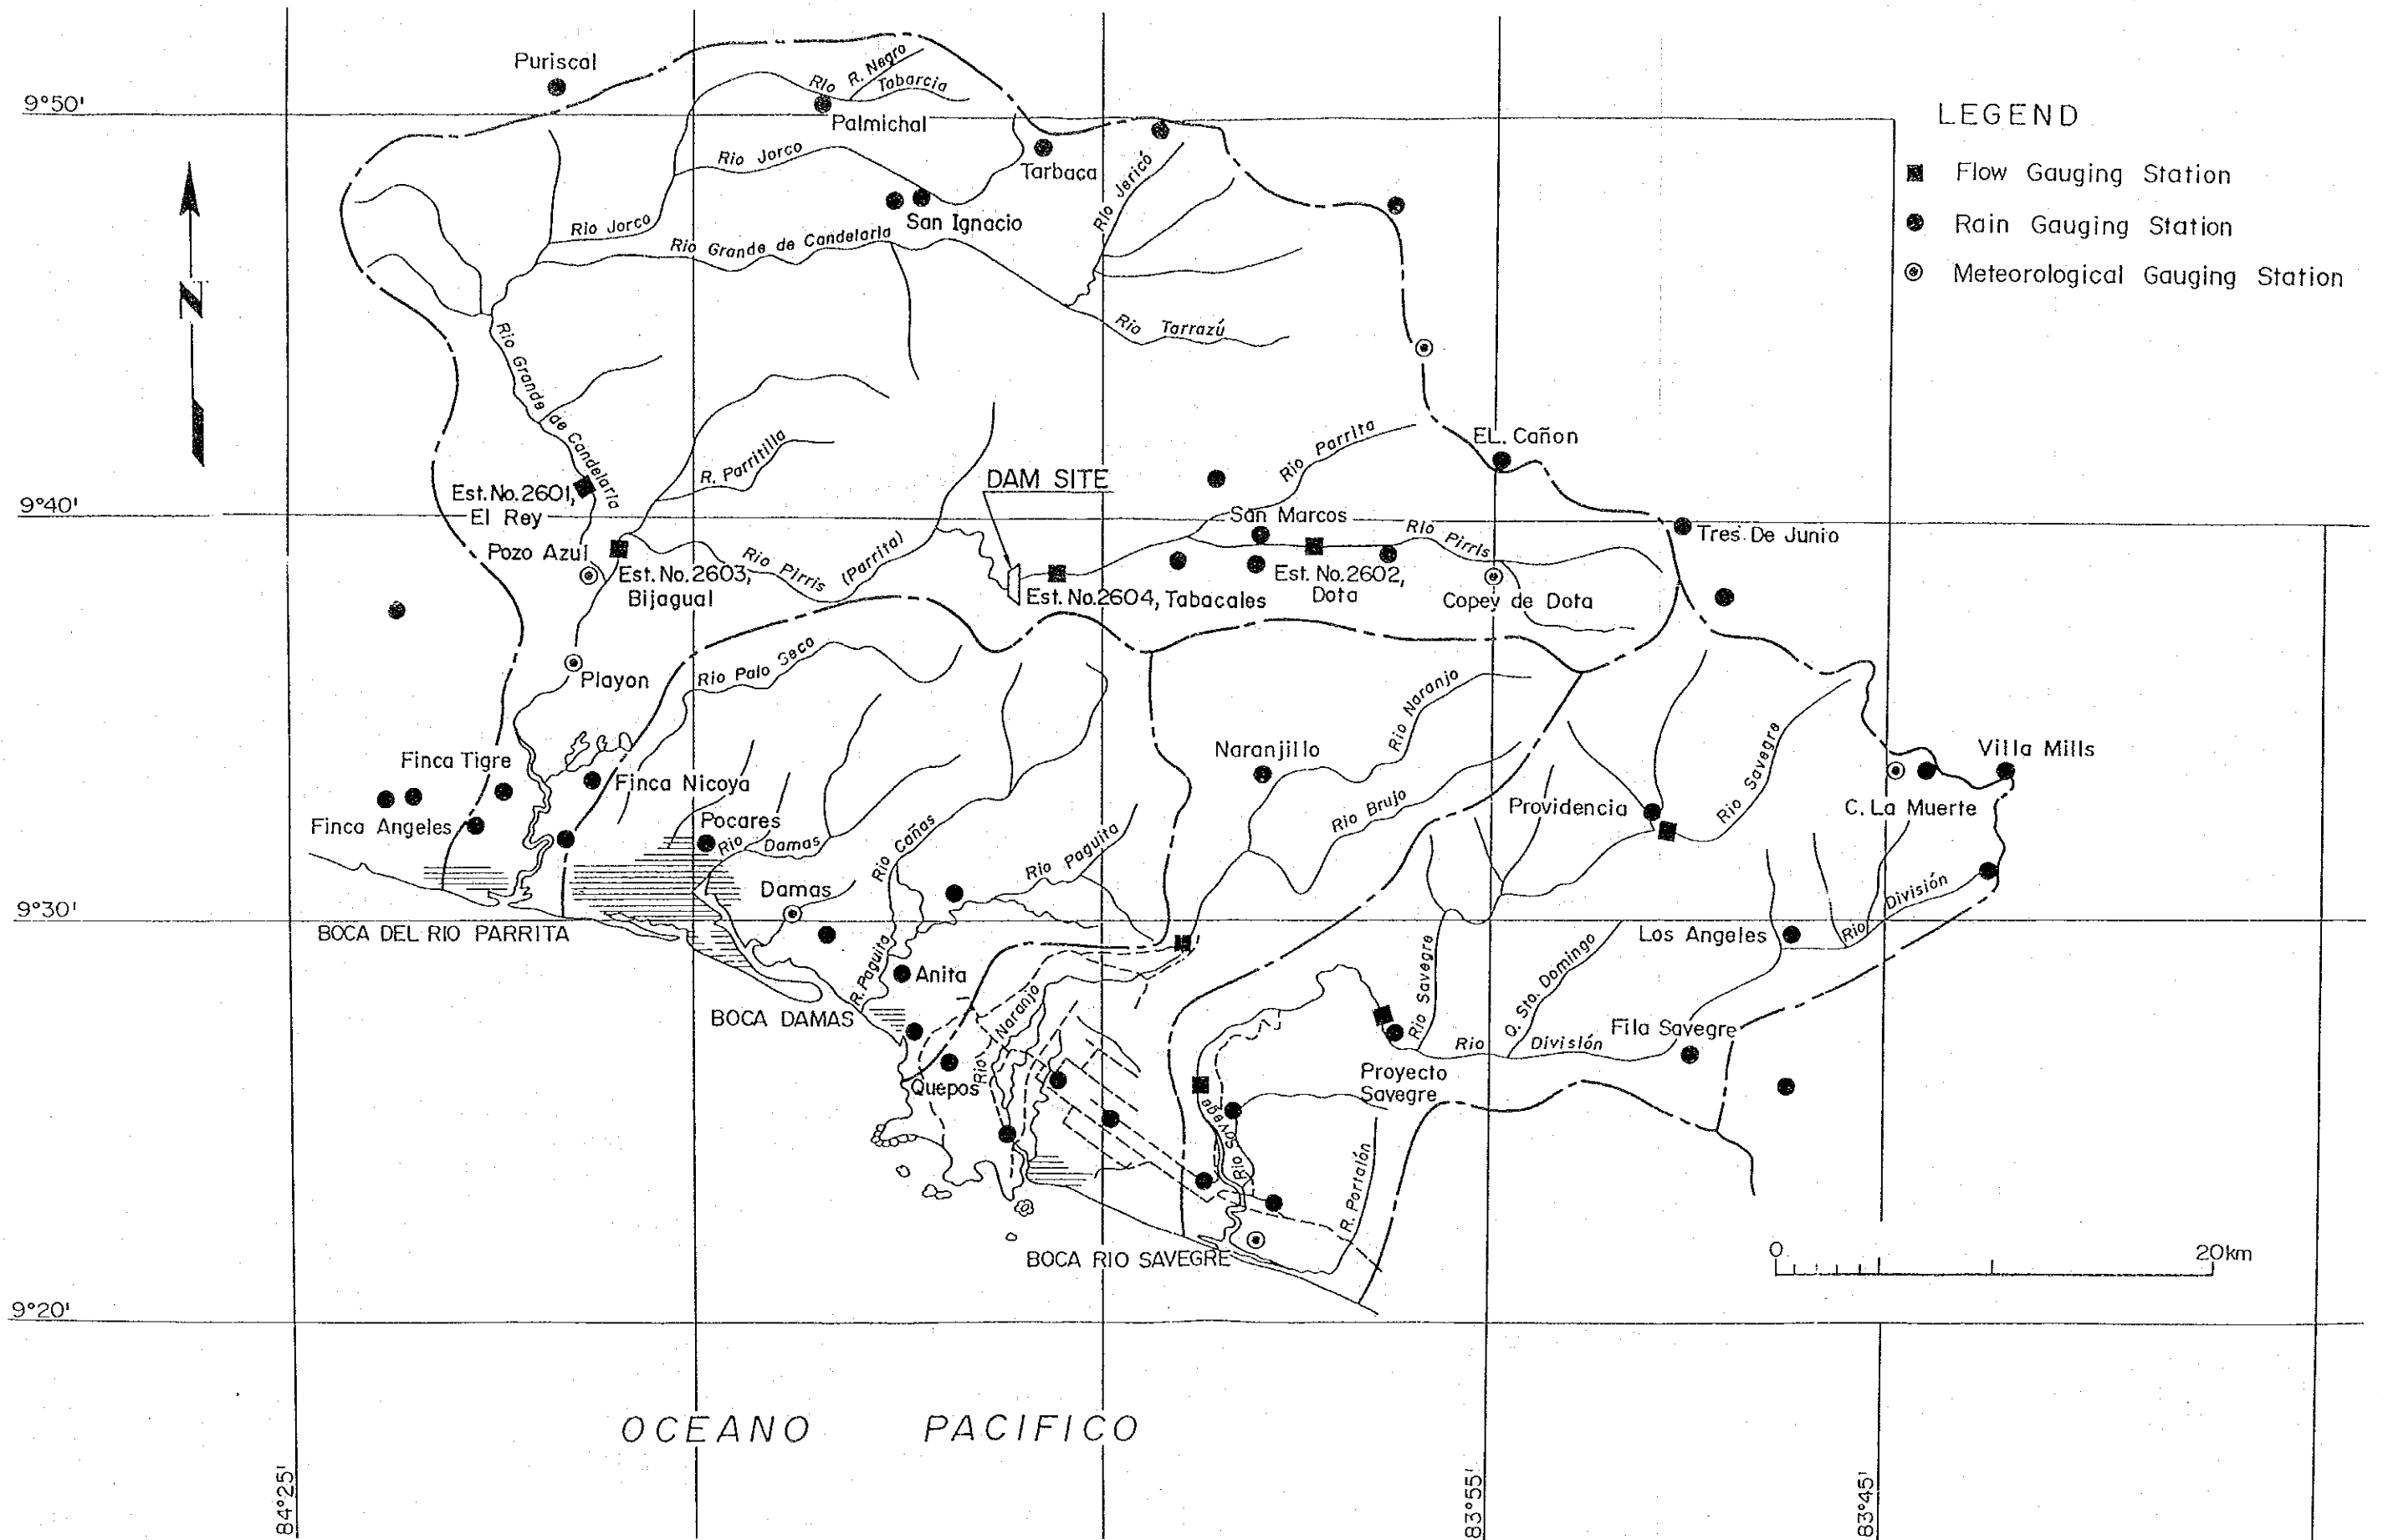 Puriscal
R. Negro
Rio Tabarcia
9°50'
Palmichal
LEGEND
Flow Gauging Station
Rain Gauging Station
Meteorological Gauging Station
Rio Jorco
Tarbaca
Rio Jericó
San Ignacio
Rio Jorco
Rio Grande de Candelaria
N
Rio Tarrazú
Rio Grande de Candelaria
R. Parritilla
DAM SITE
Rio Parrita
EL. Cañon
Est. No. 2601,
El Rey
9°40'
San Marcos
Rio Pirris
Tres. De Junio
Pozo Azul
Rio Pirris (Parrita)
Est. No. 2603,
Bijagual
Est. No. 2604, Tabacales
Est. No. 2602,
Dota
Copey de Dota
Playon
Rio Palo Seco
Rio Naranjo
Naranjillo
Finca Tigre
Finca Nicoya
Rio Savegre
Villa Mills
C. La Muerte
Providencia
Finca Angeles
Pocares
Rio Damas
Rio Cañas
Rio Paguita
Rio Brujo
Damas
Rio División
9°30'
BOCA DEL RIO PARRITA
R. Paguita
Anita
Rio Savegre
Q. Sta. Domingo
Los Angeles
BOCA DAMAS
Rio Naranjo
Fila Savegre
Rio División
Quepos
Proyecto
Savegre
Rio Savegre
R. Portalón
BOCA RIO SAVEGRE
0 20km
9°20'
OCEANO PACIFICO
84°25'
83°55'
83°45'